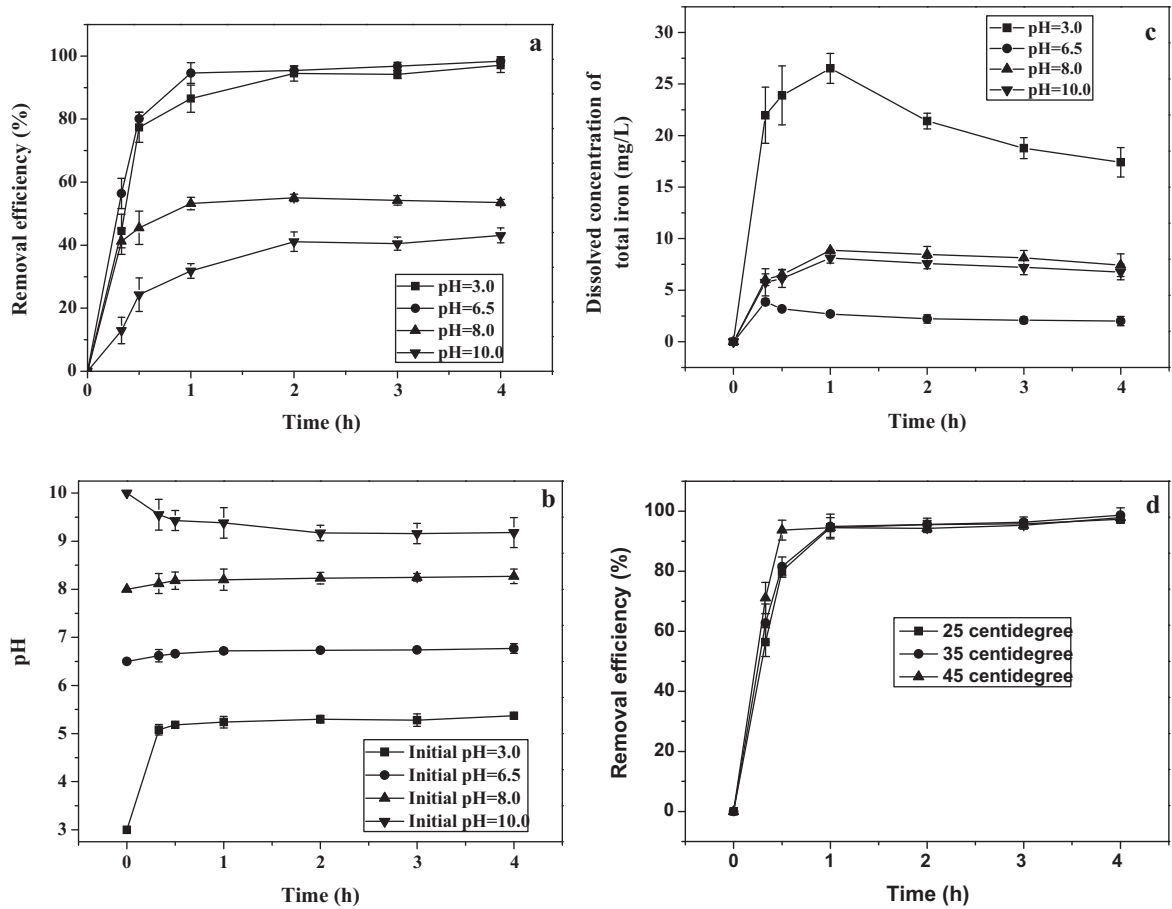 a
100
80
60
40
20
0
Removal efficiency (%)
pH=3.0
pH=6.5
pH=8.0
pH=10.0
0 1 2 3 4
Time (h)
c
30
25
20
15
10
5
0
Dissolved concentration of
total iron (mg/L)
pH=3.0
pH=6.5
pH=8.0
pH=10.0
0 1 2 3 4
Time (h)
b
10
9
8
7
6
5
4
3
pH
Initial pH=3.0
Initial pH=6.5
Initial pH=8.0
Initial pH=10.0
0 1 2 3 4
Time (h)
d
100
80
60
40
20
0
Removal efficiency (%)
25 centidegree
35 centidegree
45 centidegree
0 1 2 3 4
Time (h)